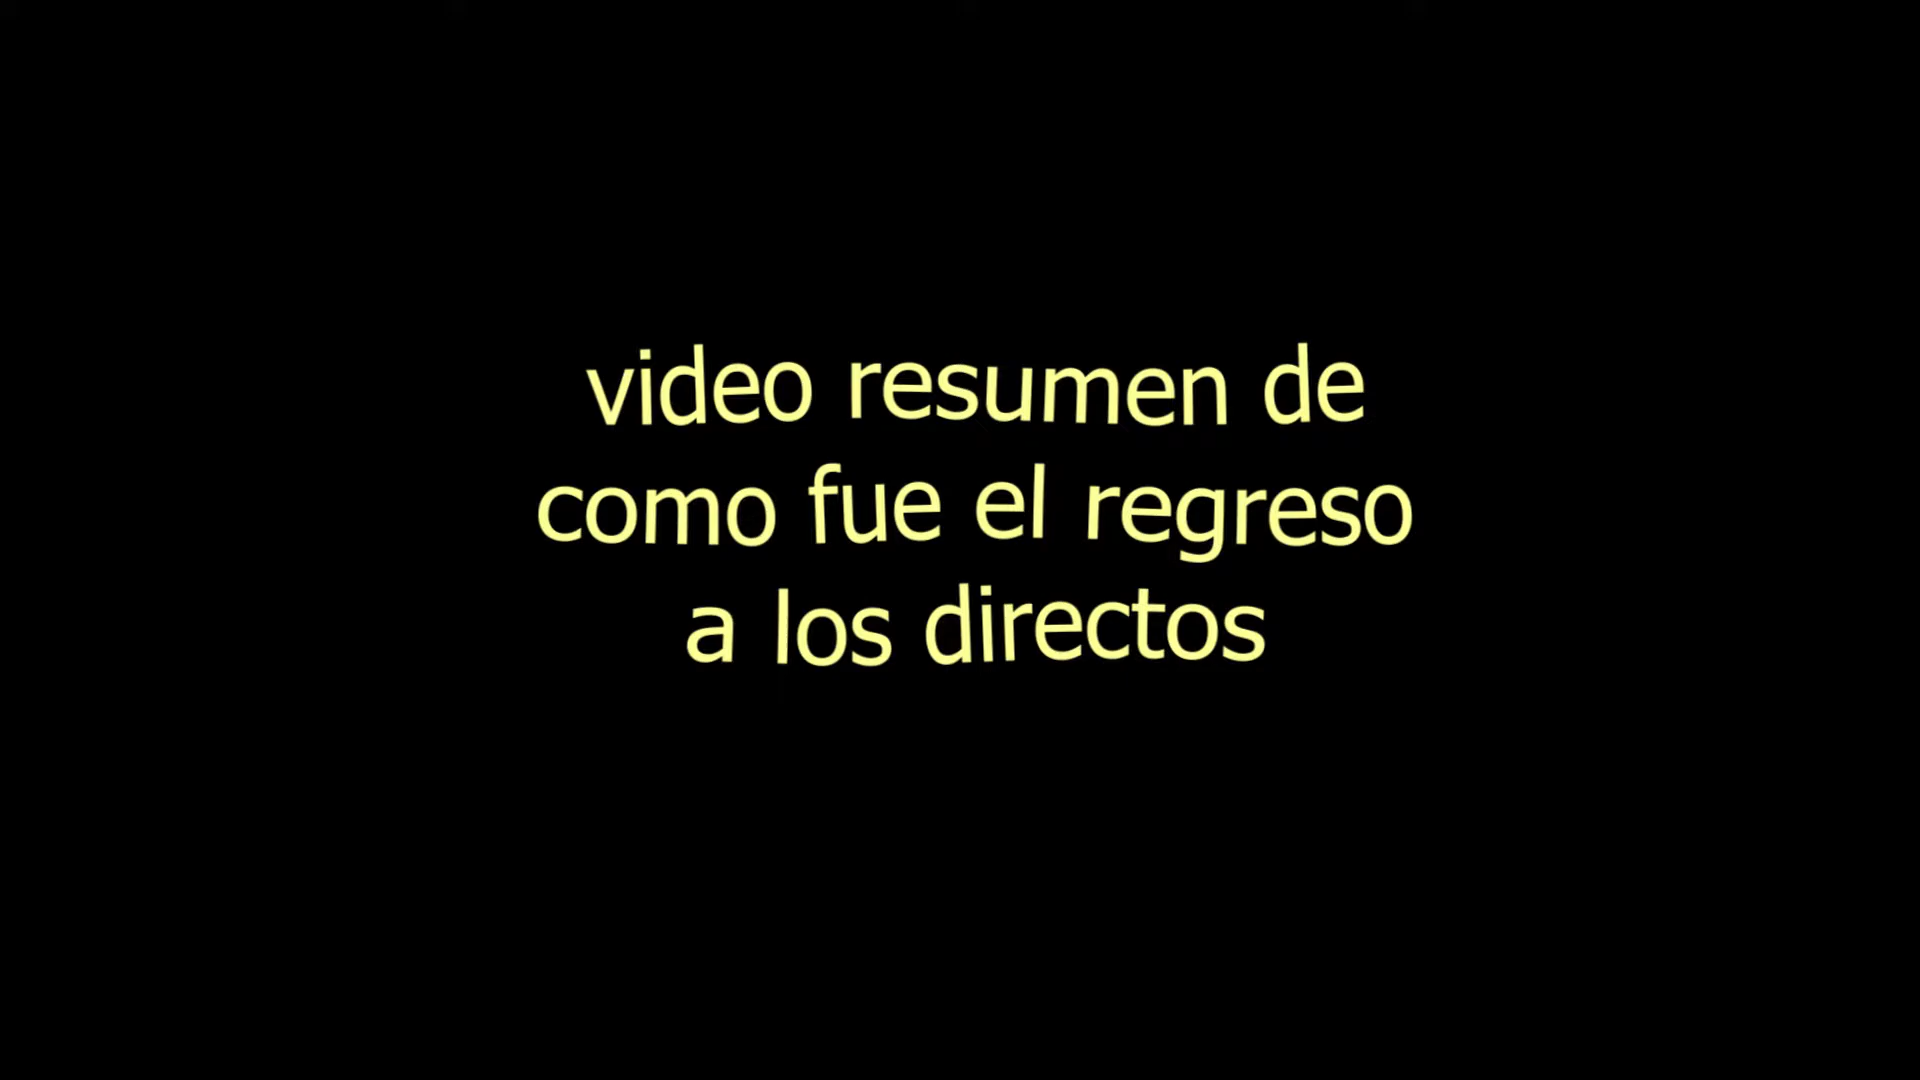 video resumen de
como fue el regreso
a los directos